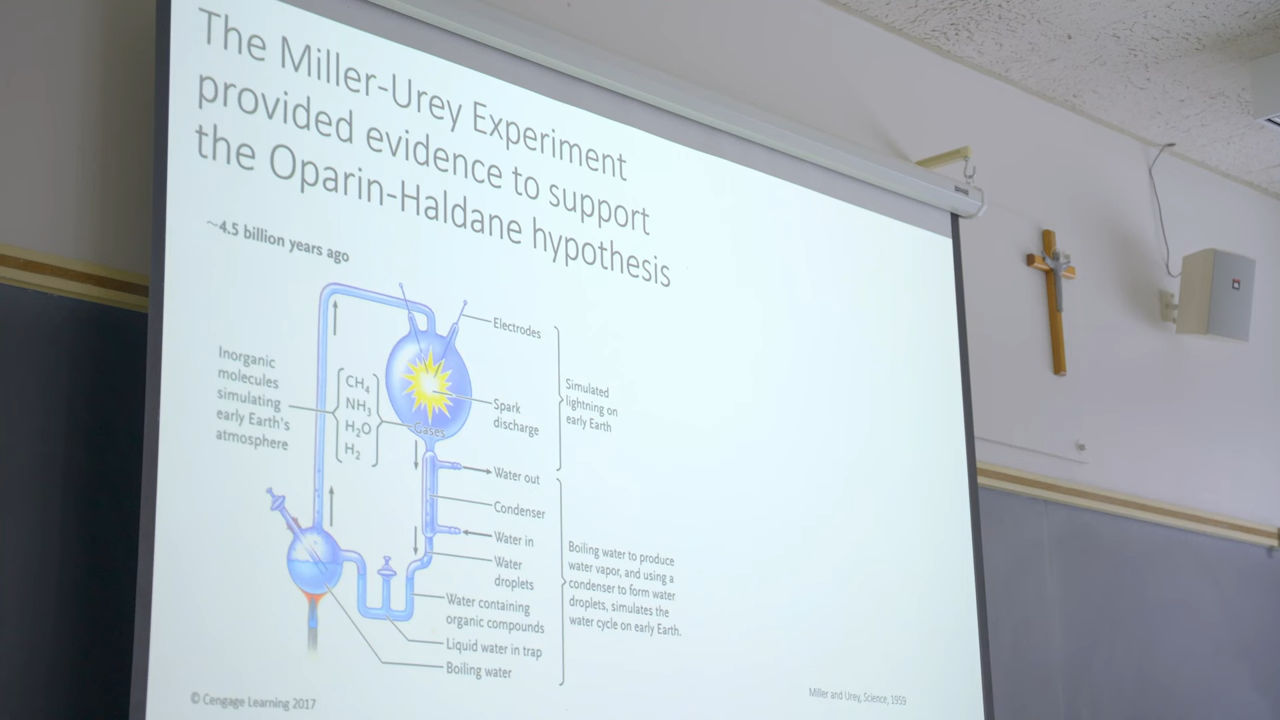 The Miller-Urey Experiment
provided evidence to support
the Oparin-Haldane hypothesis
~4.5 billion years ago
Electrodes
Inorganic
molecules
simulating
early Earth's
atmosphere
CH₄
NH₃
H₂O
H₂
Gases
Spark
discharge
Simulated
lightning on
early Earth
Water out
Condenser
Water in
Water
droplets
Water containing
organic compounds
Liquid water in trap
Boiling water
Boiling water to produce
water vapor, and using a
condenser to form water
droplets, simulates the
water cycle on early Earth.
© Cengage Learning 2017
Miller and Urey, Science, 1959